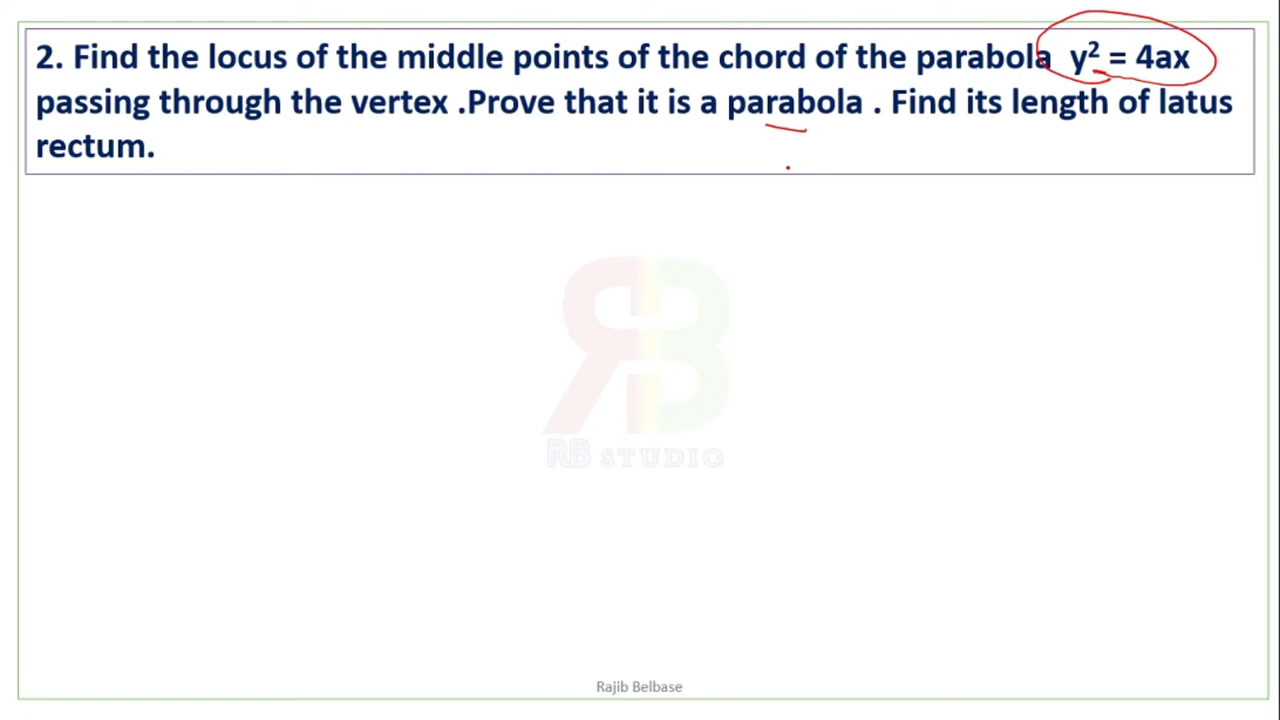 2. Find the locus of the middle points of the chord of the parabola y² = 4ax
passing through the vertex .Prove that it is a parabola . Find its length of latus
rectum.
RB STUDIO
Rajib Belbase